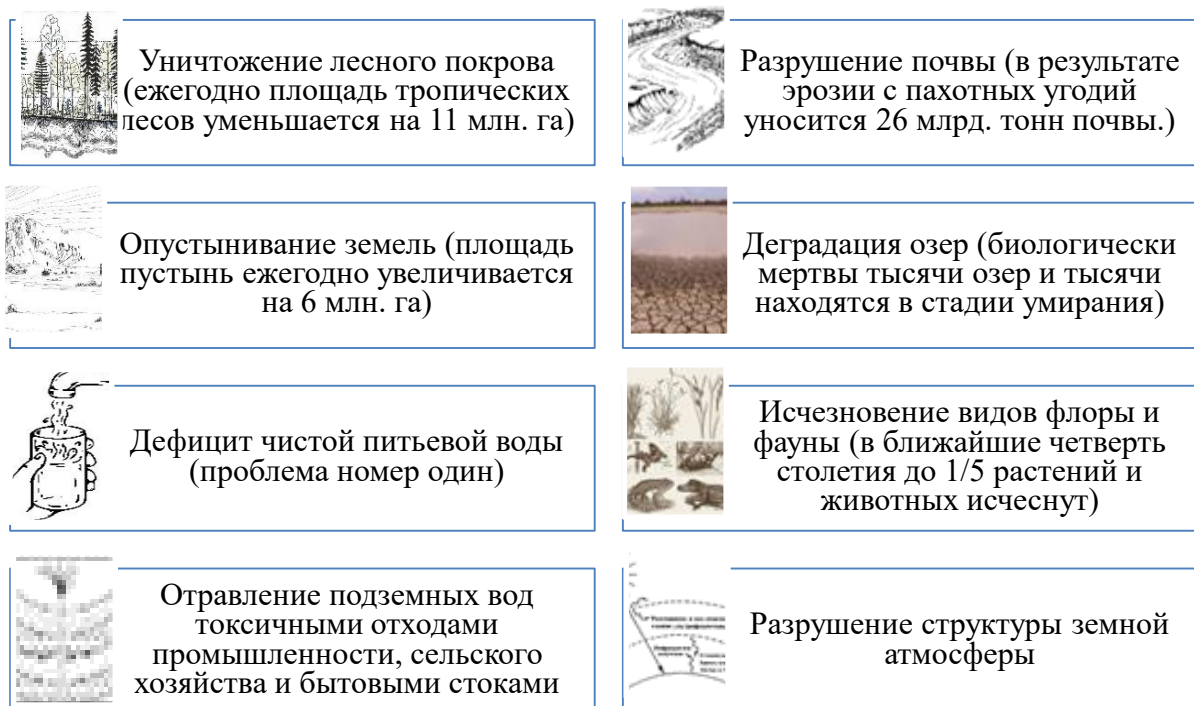 Уничтожение лесного покрова
(ежегодно площадь тропических
лесов уменьшается на 11 млн. га)
Разрушение почвы (в результате
эрозии с пахотных угодий
уносится 26 млрд. тонн почвы.)
Опустынивание земель (площадь
пустынь ежегодно увеличивается
на 6 млн. га)
Деградация озер (биологически
мертвы тысячи озер и тысячи
находятся в стадии умирания)
Дефицит чистой питьевой воды
(проблема номер один)
Исчезновение видов флоры и
фауны (в ближайшие четверть
столетия до 1/5 растений и
животных исчеснут)
Отравление подземных вод
токсичными отходами
промышленности, сельского
хозяйства и бытовыми стоками
Разрушение структуры земной
атмосферы